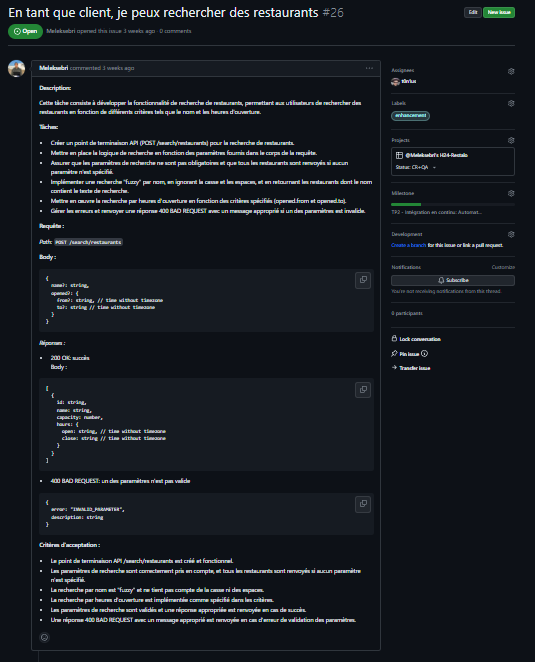 En tant que client, je peux rechercher des restaurants #26
Edit
New issue
Open
Meleksebri opened this issue 3 weeks ago · 0 comments
Meleksebri commented 3 weeks ago
Description:
Cette tâche consiste à développer la fonctionnalité de recherche de restaurants, permettant aux utilisateurs de rechercher des
restaurants en fonction de différents critères tels que le nom et les heures d'ouverture.
Tâches:
Créer un point de terminaison API (POST /search/restaurants) pour la recherche de restaurants.
Mettre en place la logique de recherche en fonction des paramètres fournis dans le corps de la requête.
Assurer que les paramètres de recherche ne sont pas obligatoires et que tous les restaurants sont renvoyés si aucun
paramètre n'est spécifié.
Implémenter une recherche "fuzzy" par nom, en ignorant la casse et les espaces, et en retournant les restaurants dont le nom
contient le texte de recherche.
Mettre en œuvre la recherche par heures d'ouverture en fonction des critères spécifiés (opened.from et opened.to).
Gérer les erreurs et renvoyer une réponse 400 BAD REQUEST avec un message approprié si un des paramètres est invalide.
Requête :
Path: POST /search/restaurants
Body :
{
name?: string,
opened?: {
from?: string, // time without timezone
to?: string // time without timezone
}
}
Réponses :
200 OK: succès
Body :
[
{
id: string,
name: string,
capacity: number,
hours: {
open: string, // time without timezone
close: string // time without timezone
}
}
]
400 BAD REQUEST: un des paramètres n'est pas valide
{
error: "INVALID_PARAMETER",
description: string
}
Critères d'acceptation :
Le point de terminaison API /search/restaurants est créé et fonctionnel.
Les paramètres de recherche sont correctement pris en compte, et tous les restaurants sont renvoyés si aucun paramètre
n'est spécifié.
La recherche par nom est "fuzzy" et ne tient pas compte de la casse ni des espaces.
La recherche par heures d'ouverture est implémentée comme spécifié dans les critères.
Les paramètres de recherche sont validés et une réponse appropriée est renvoyée en cas de succès.
Une réponse 400 BAD REQUEST avec un message approprié est renvoyée en cas d'erreur de validation des paramètres.
Assignees
Labels
enhancement
Projects
@Meleksebri's H24-Restalo
Status: CR+QA
Milestone
TP2 - Intégration en continu: Automat...
Development
Create a branch for this issue or link a pull request.
Notifications
Customize
Subscribe
You're not receiving notifications from this thread.
0 participants
Lock conversation
Pin issue
Transfer issue